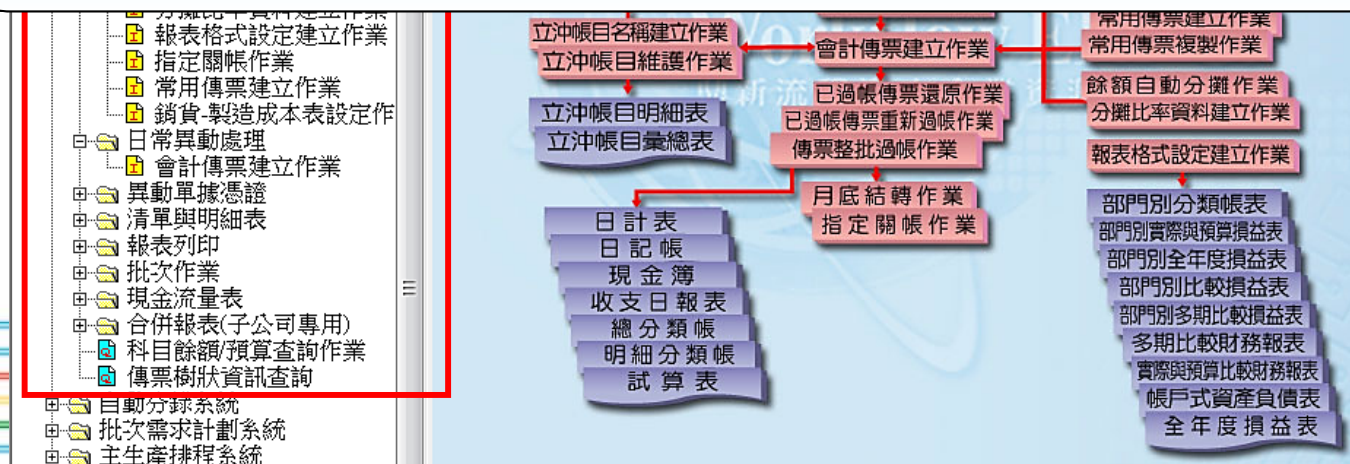 分攤比率資料建立作業
報表格式設定建立作業
指定關帳作業
常用傳票建立作業
銷貨-製造成本表設定作
日常異動處理
會計傳票建立作業
異動單據憑證
清單與明細表
報表列印
批次作業
現金流量表
合併報表(子公司專用)
科目餘額/預算查詢作業
傳票樹狀資訊查詢
自動分錄系統
批次需求計劃系統
主生產排程系統
立沖帳目名稱建立作業
立沖帳目維護作業
立沖帳目明細表
立沖帳目彙總表
會計傳票建立作業
已過帳傳票還原作業
已過帳傳票重新過帳作業
傳票整批過帳作業
月底結轉作業
指定關帳作業
日計表
日記帳
現金簿
收支日報表
總分類帳
明細分類帳
試算表
常用傳票建立作業
常用傳票複製作業
餘額自動分攤作業
分攤比率資料建立作業
報表格式設定建立作業
部門別分類帳表
部門別實際與預算損益表
部門別全年度損益表
部門別比較損益表
部門別多期比較損益表
多期比較財務報表
實際與預算比較財務報表
帳戶式資產負債表
全年度損益表